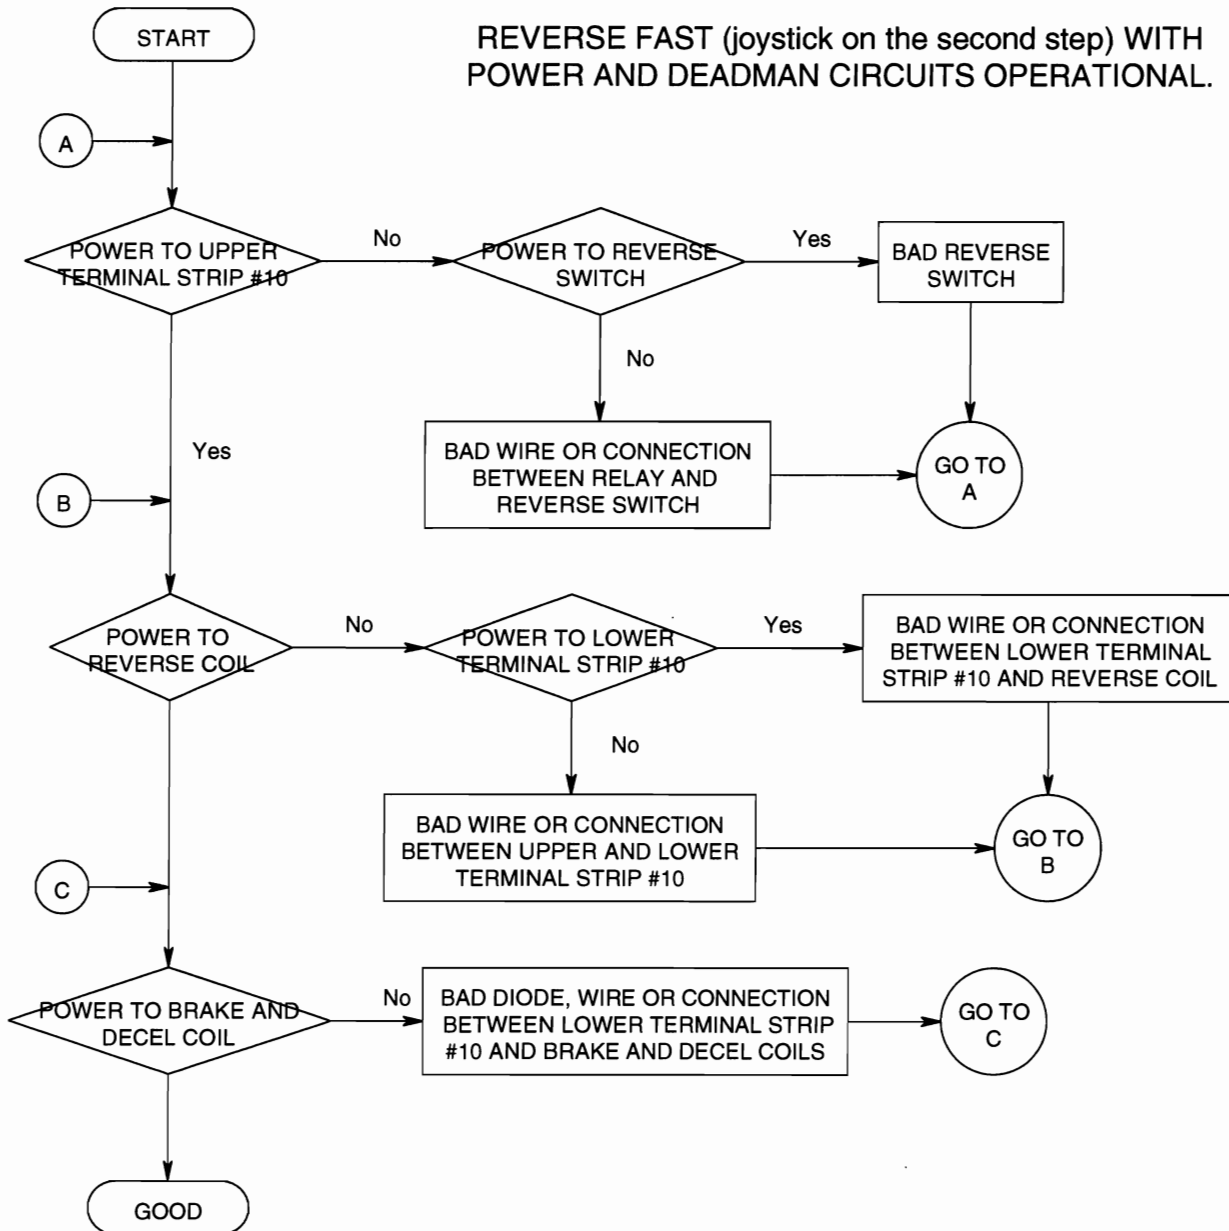 START
REVERSE FAST (joystick on the second step) WITH
POWER AND DEADMAN CIRCUITS OPERATIONAL.
A
POWER TO UPPER
TERMINAL STRIP #10
No
POWER TO REVERSE
SWITCH
Yes
BAD REVERSE
SWITCH
No
Yes
BAD WIRE OR CONNECTION
BETWEEN RELAY AND
REVERSE SWITCH
GO TO
A
B
POWER TO
REVERSE COIL
No
POWER TO LOWER
TERMINAL STRIP #10
Yes
BAD WIRE OR CONNECTION
BETWEEN LOWER TERMINAL
STRIP #10 AND REVERSE COIL
No
BAD WIRE OR CONNECTION
BETWEEN UPPER AND LOWER
TERMINAL STRIP #10
GO TO
B
C
POWER TO BRAKE AND
DECEL COIL
No
BAD DIODE, WIRE OR CONNECTION
BETWEEN LOWER TERMINAL STRIP
#10 AND BRAKE AND DECEL COILS
GO TO
C
GOOD